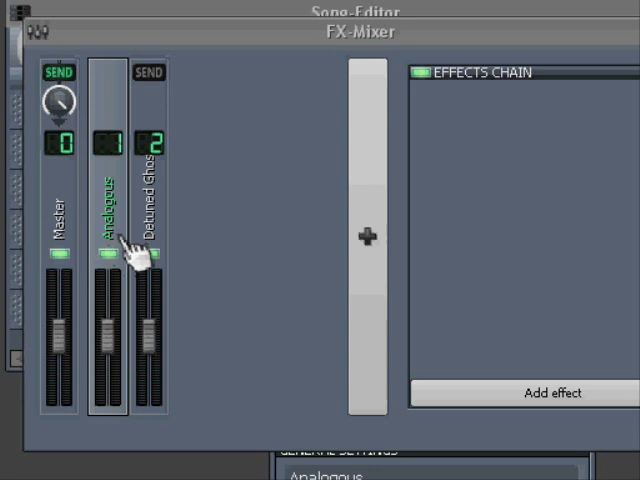 Song-Editor
FX-Mixer
SEND
SEND
0
1
2
Master
Analogous
Detuned Ghos
EFFECTS CHAIN
Add effect
GENERAL SETTINGS
Analogous